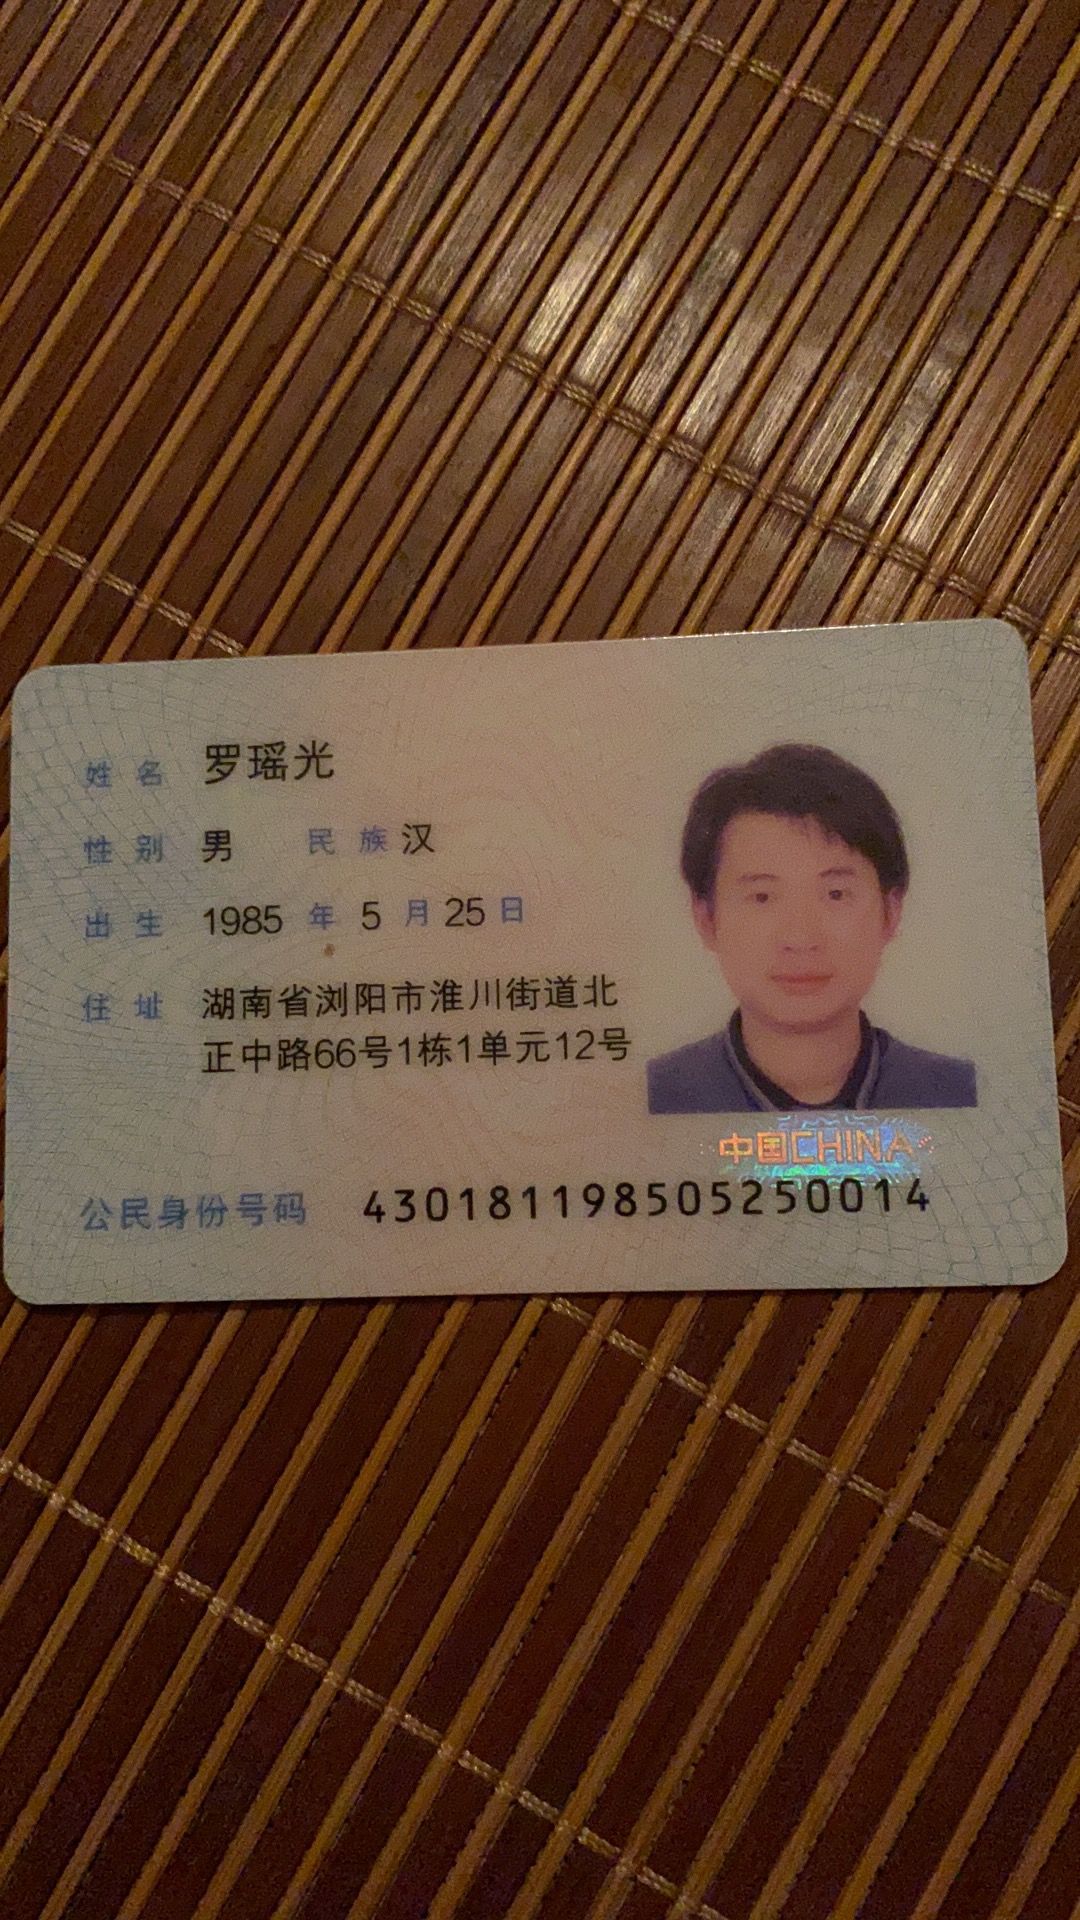 姓名 罗瑶光
性别 男 民族 汉
出生 1985 年 5 月 25 日
住址 湖南省浏阳市淮川街道北
正中路66号1栋1单元12号
中国CHINA
公民身份号码 430181198505250014